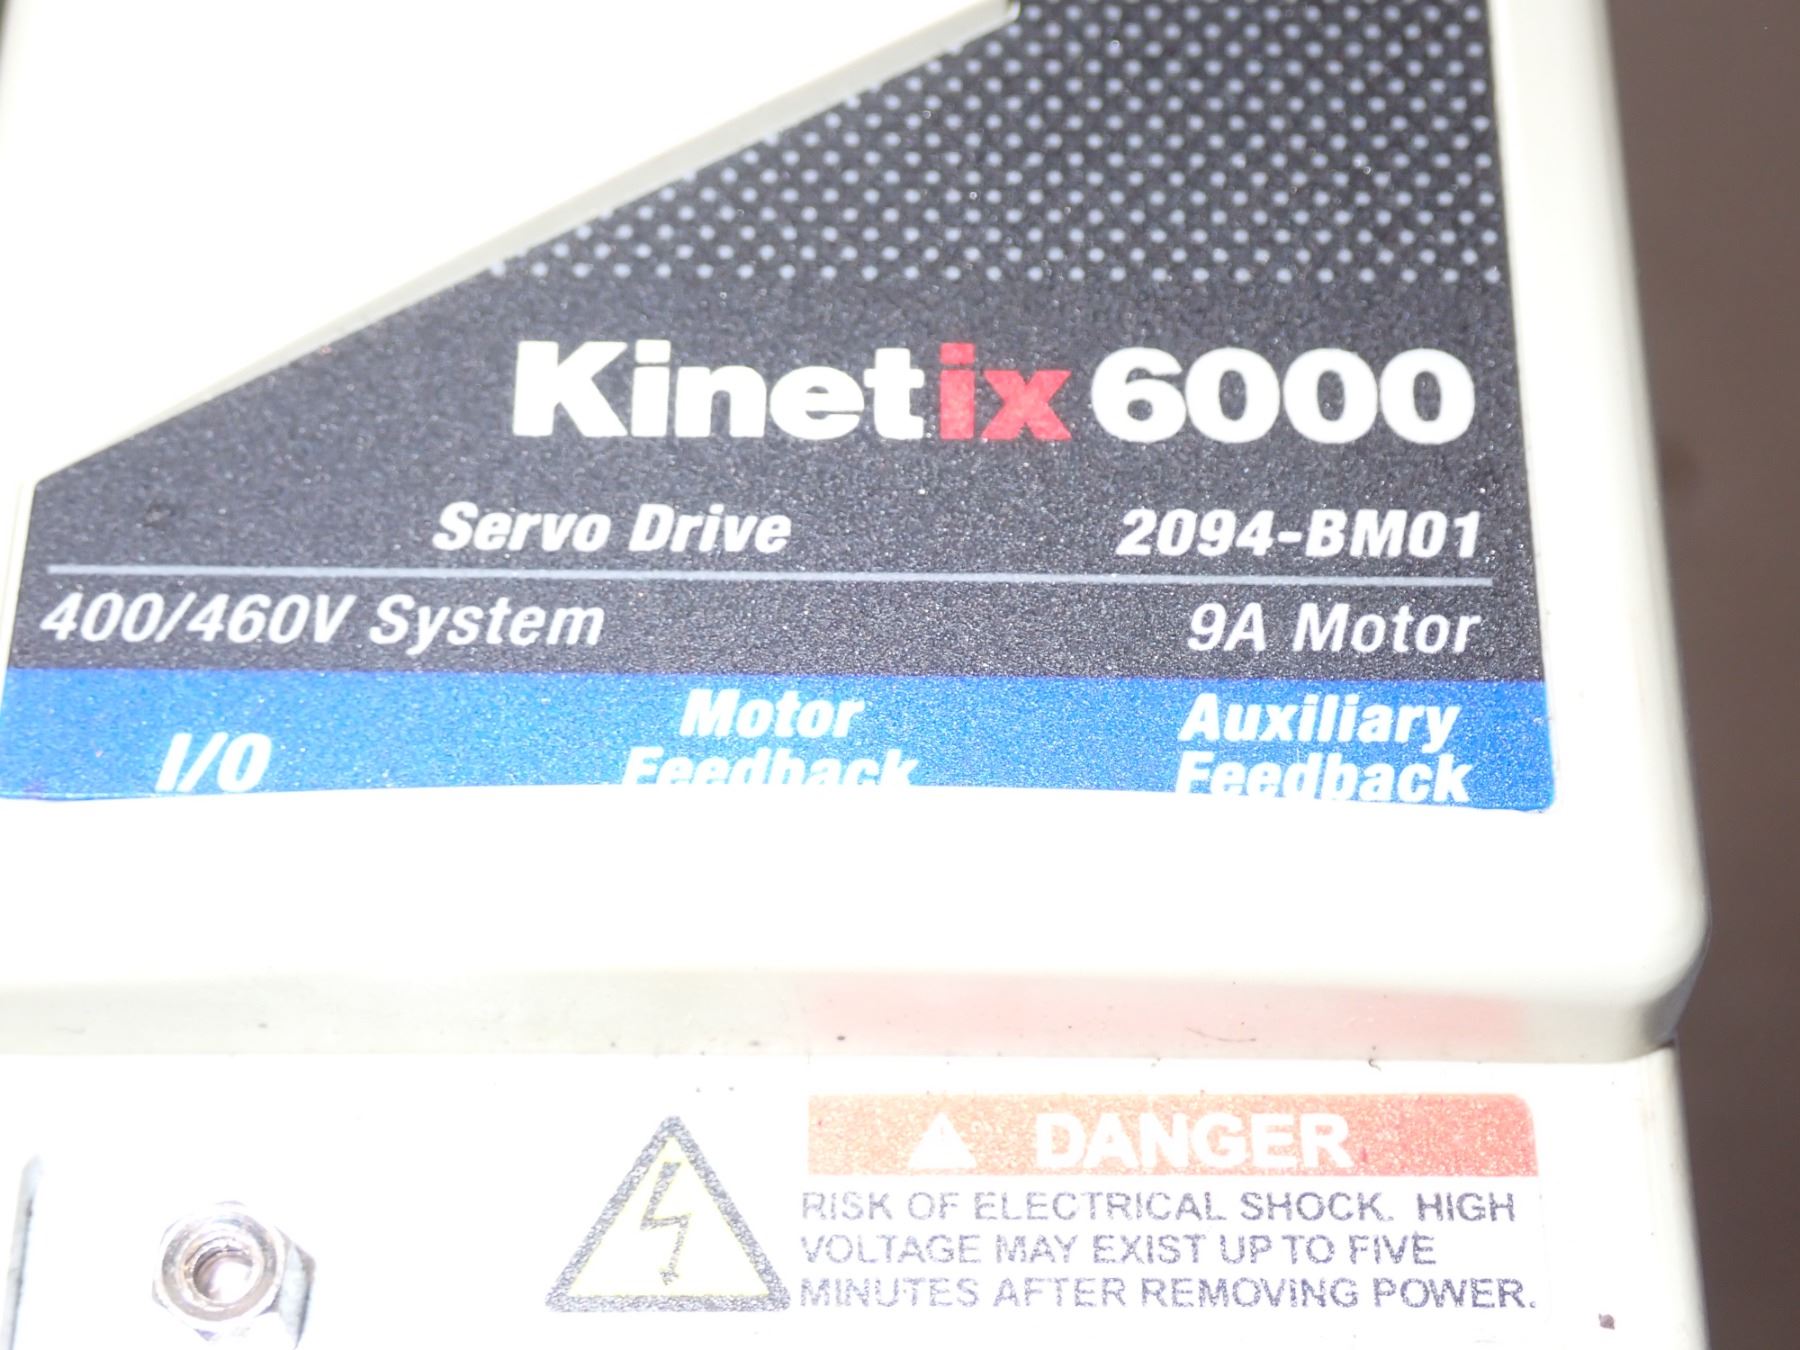 Kinetix 6000
Servo Drive 2094-BM01
400/460V System 9A Motor
I/O Motor Feedback Auxiliary Feedback
DANGER
RISK OF ELECTRICAL SHOCK. HIGH
VOLTAGE MAY EXIST UP TO FIVE
MINUTES AFTER REMOVING POWER.